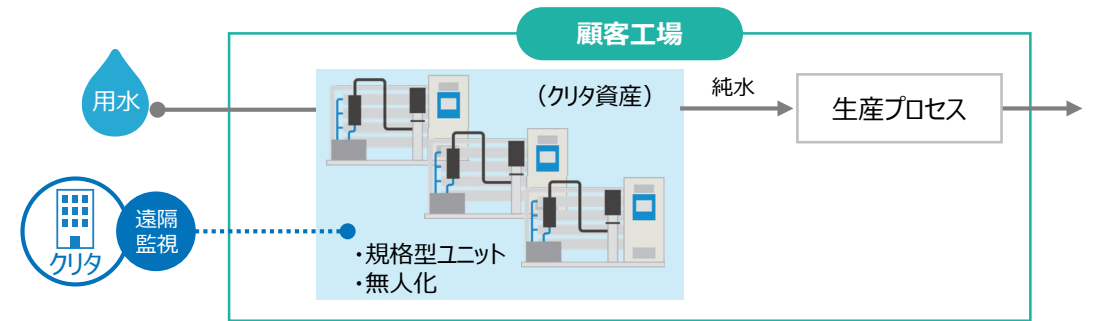 顧客工場
用水
（クリタ資産）
純水
生産プロセス
クリタ
遠隔
監視
・規格型ユニット
・無人化